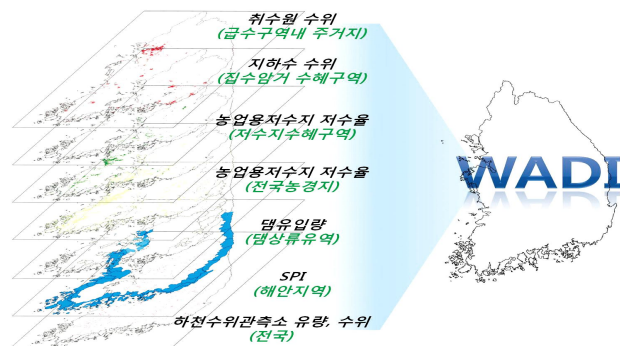 취수원 수위
(급수구역내 주거지)
지하수 수위
(집수암거 수혜구역)
농업용저수지 저수율
(저수지수혜구역)
농업용저수지 저수율
(전국농경지)
댐유입량
(댐상류유역)
SPI
(해안지역)
하천수위관측소 유량, 수위
(전국)
WADI